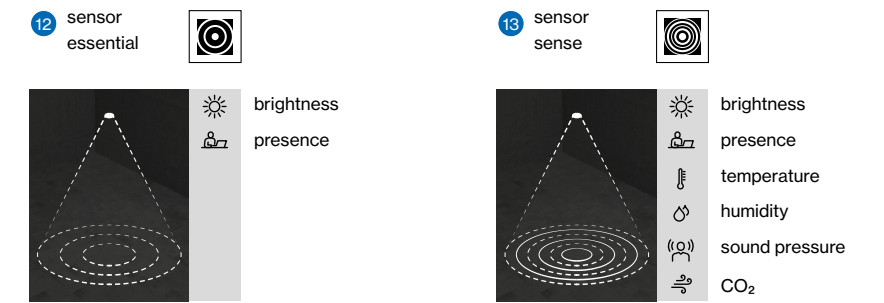 12 sensor
essential
brightness
presence
13 sensor
sense
brightness
presence
temperature
humidity
sound pressure
CO₂